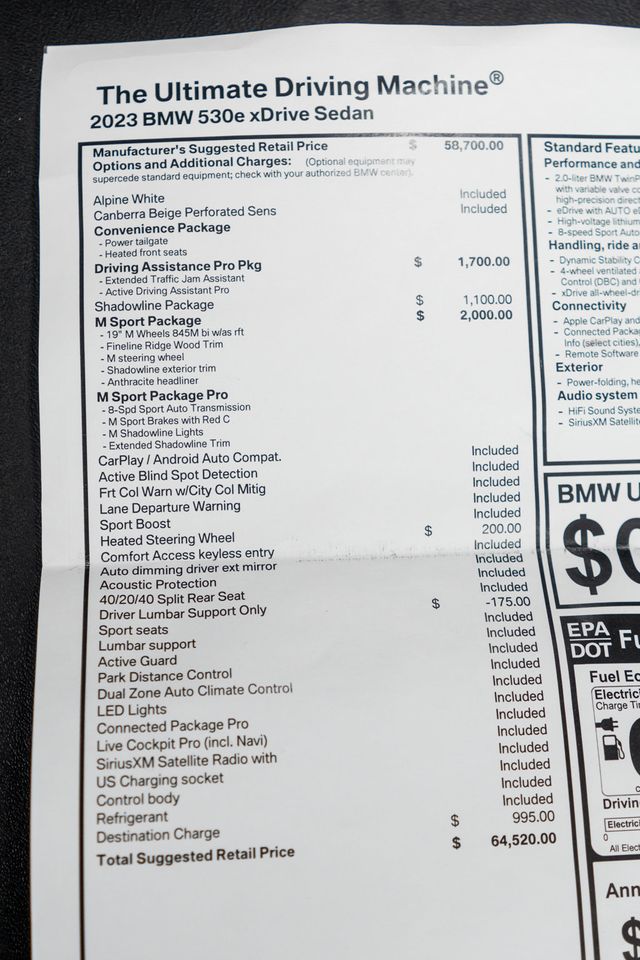 The Ultimate Driving Machine®
2023 BMW 530e xDrive Sedan
Manufacturer's Suggested Retail Price $ 58,700.00
Options and Additional Charges: (Optional equipment may
supercede standard equipment; check with your authorized BMW center).
Alpine White Included
Canberra Beige Perforated Sens Included
Convenience Package
- Power tailgate
- Heated front seats
Driving Assistance Pro Pkg $ 1,700.00
- Extended Traffic Jam Assistant
- Active Driving Assistant Pro
Shadowline Package $ 1,100.00
M Sport Package $ 2,000.00
- 19" M Wheels 845M bi w/as rft
- Fineline Ridge Wood Trim
- M steering wheel
- Shadowline exterior trim
- Anthracite headliner
M Sport Package Pro
- 8-Spd Sport Auto Transmission
- M Sport Brakes with Red C
- M Shadowline Lights
- Extended Shadowline Trim
CarPlay / Android Auto Compat. Included
Active Blind Spot Detection Included
Frt Col Warn w/City Col Mitig Included
Lane Departure Warning Included
Sport Boost Included
Heated Steering Wheel $ 200.00
Comfort Access keyless entry Included
Auto dimming driver ext mirror Included
Acoustic Protection Included
40/20/40 Split Rear Seat Included
Driver Lumbar Support Only $ -175.00
Sport seats Included
Lumbar support Included
Active Guard Included
Park Distance Control Included
Dual Zone Auto Climate Control Included
LED Lights Included
Connected Package Pro Included
Live Cockpit Pro (incl. Navi) Included
SiriusXM Satellite Radio with Included
US Charging socket Included
Control body Included
Refrigerant Included
Destination Charge $ 995.00
Total Suggested Retail Price $ 64,520.00
Standard Featu
Performance and
- 2.0-liter BMW TwinP
with variable valve co
high-precision direct
- eDrive with AUTO eD
- High-voltage lithium
- 8-speed Sport Auto
Handling, ride a
- Dynamic Stability C
- 4-wheel ventilated
Control (DBC) and
- xDrive all-wheel-dr
Connectivity
- Apple CarPlay and
- Connected Packa
Info (select cities),
- Remote Software
Exterior
- Power-folding, he
Audio system
- HiFi Sound Syste
- SiriusXM Satellit
BMW U
$0
EPA
DOT Fu
Fuel Ec
Electric
Charge Ti
Drivin
Electric
0
All Elect
Ann
$